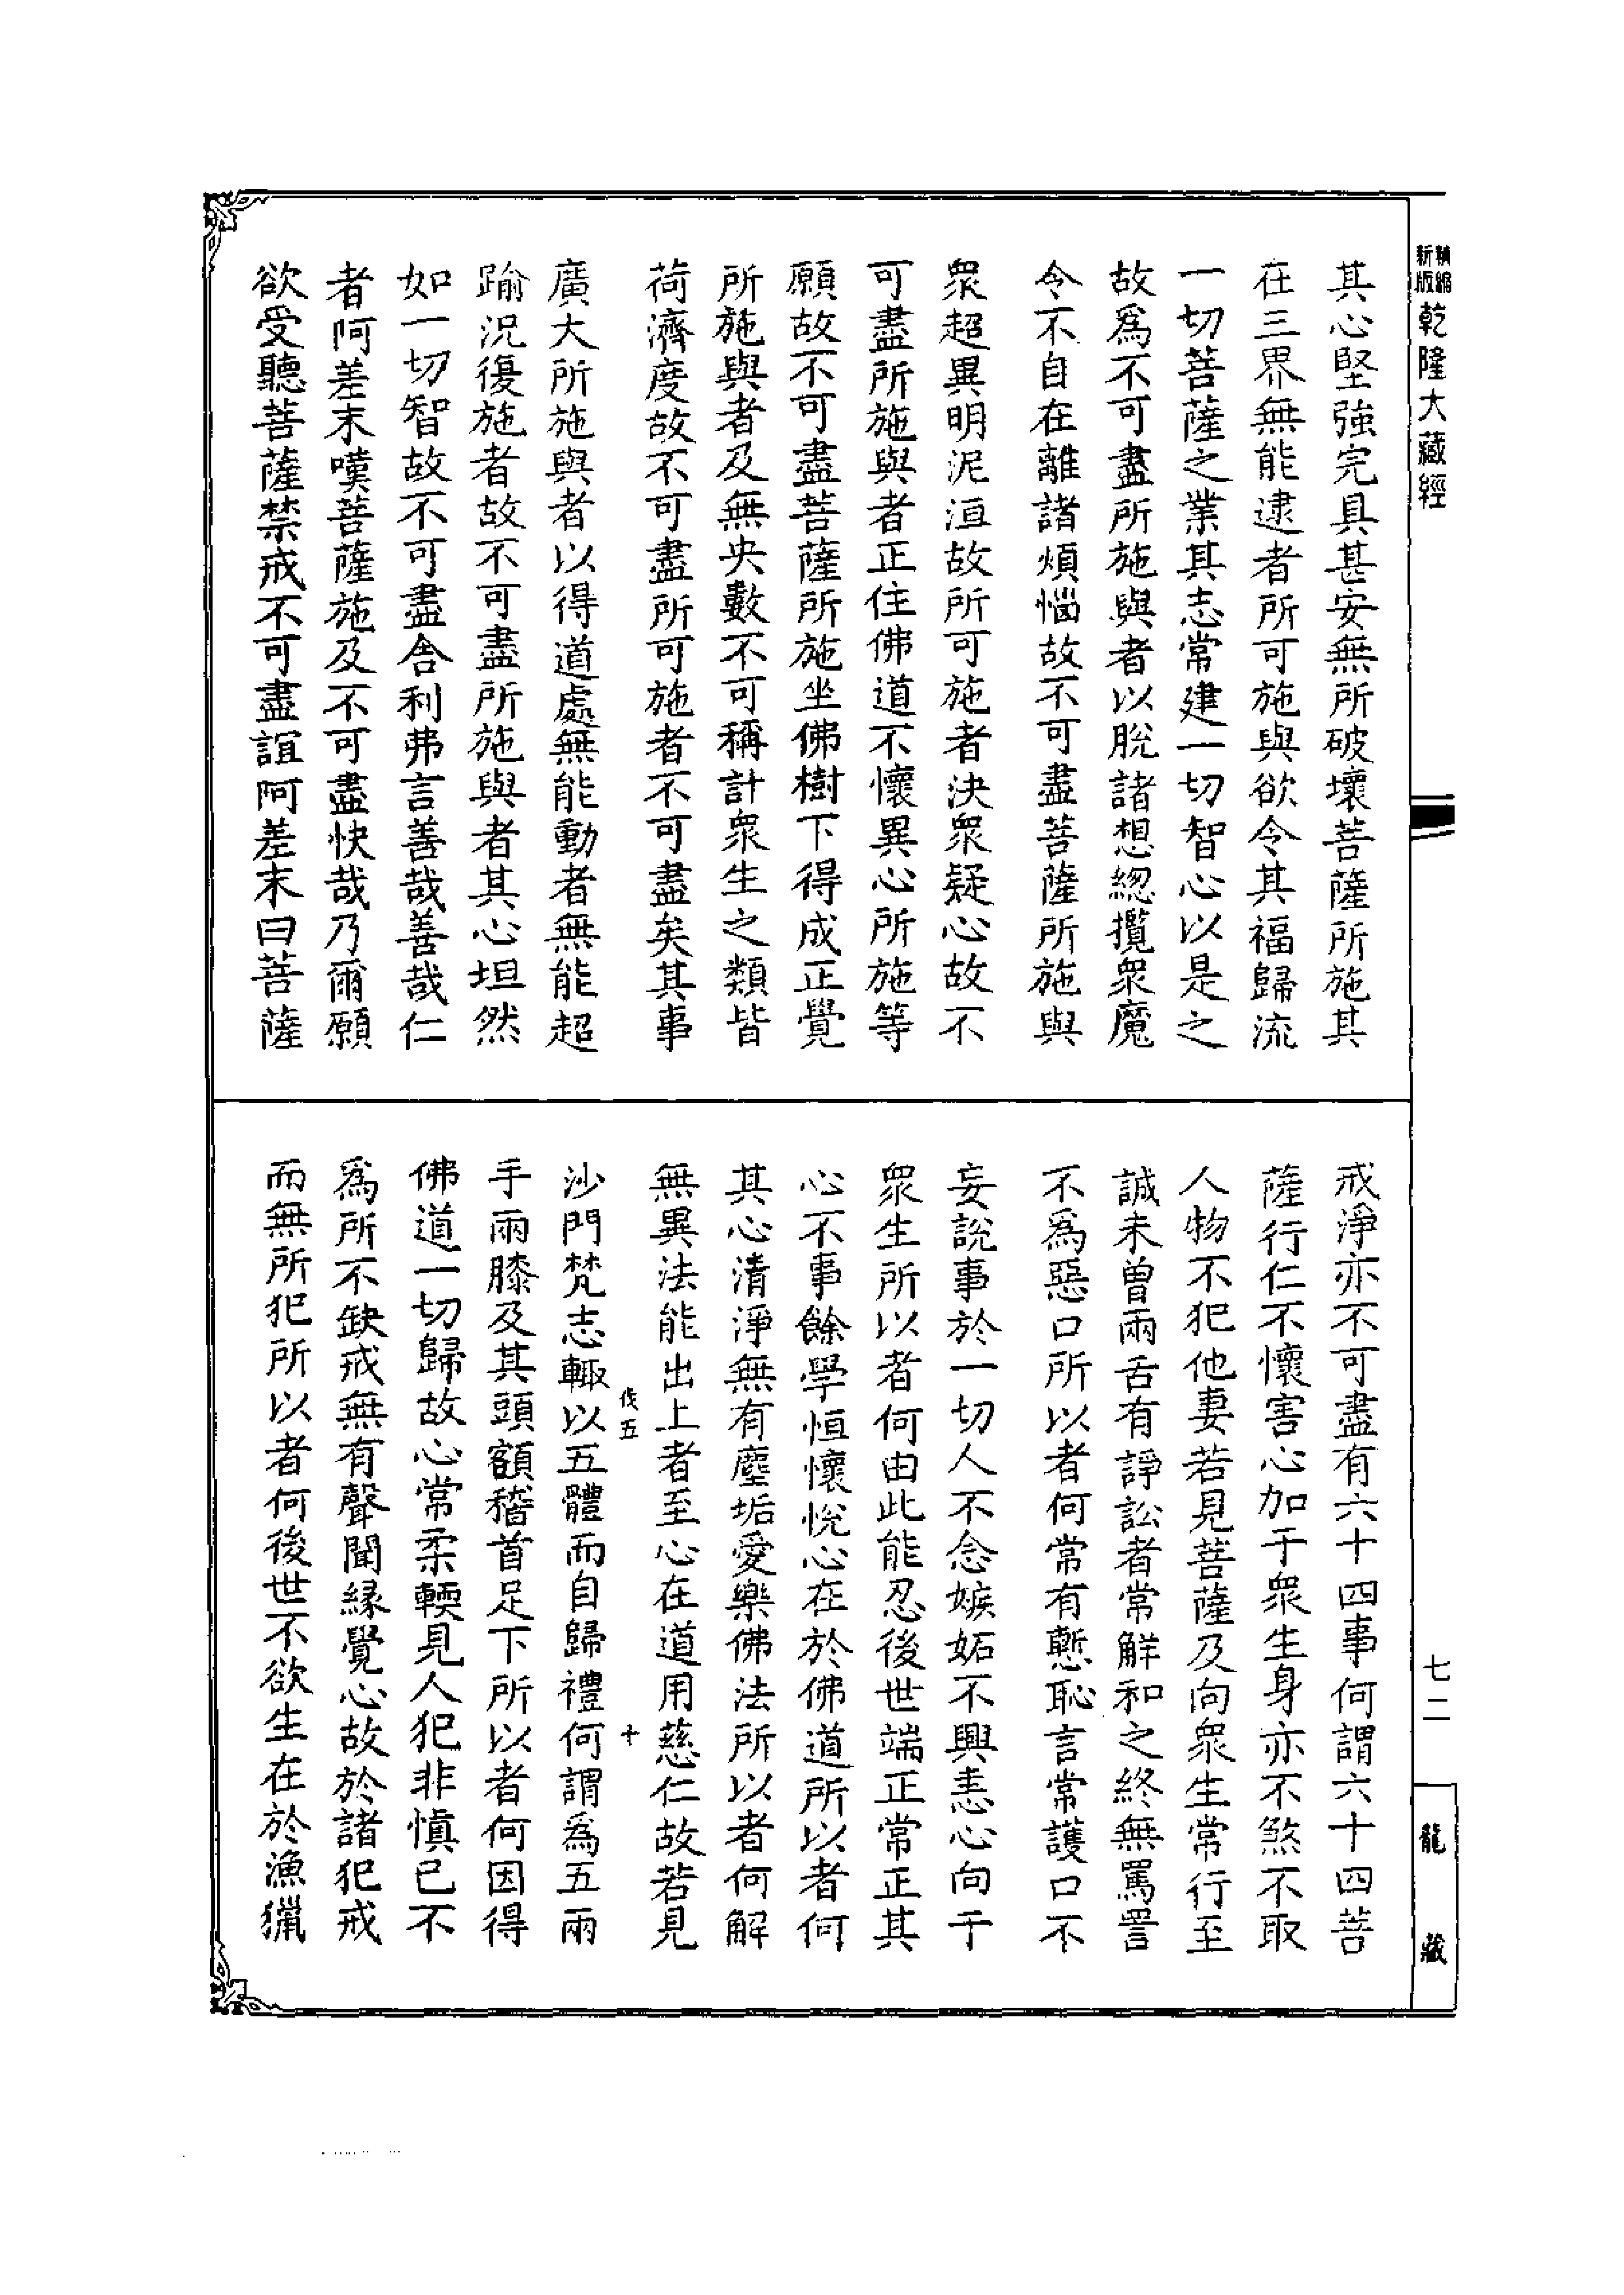 精縮新版乾隆大藏經
其心堅強完具甚安無所破壞菩薩所施其
在三界無能逮者所可施與欲令其福歸流
一切菩薩之業其志常建一切智心以是之
故爲不可盡所施與者以脫諸想総攬衆魔
令不自在離諸煩惱故不可盡菩薩所施與
衆超異明泥洹故所可施者決衆疑心故不
可盡所施與者正住佛道不懷異心所施等
願故不可盡菩薩所施坐佛樹下得成正覺
所施與者及無央數不可稱計衆生之類皆
荷濟度故不可盡所可施者不可盡矣其事
廣大所施與者以得道處無能動者無能超
踰況復施者故不可盡所施與者其心坦然
如一切智故不可盡舍利弗言善哉善哉仁
者阿差末嘆菩薩施及不可盡快哉乃爾願
欲受聽菩薩禁戒不可盡誼阿差末曰菩薩
戒淨亦不可盡有六十四事何謂六十四菩
薩行仁不懷害心加于衆生身亦不煞不取
人物不犯他妻若見菩薩及向衆生常行至
誠未曾兩舌有諍訟者常解和之終無罵詈
不爲惡口所以者何常有慙恥言常護口不
妄說事於一切人不念嫉妬不興恚心向于
衆生所以者何由此能忍後世端正常正其
心不事餘學恒懷悅心在於佛道所以者何
其心清淨無有塵垢愛樂佛法所以者何解
無異法能出上者至心在道用慈仁故若見
伐五　十
沙門梵志輙以五體而自歸禮何謂爲五兩
手兩膝及其頭額稽首足下所以者何因得
佛道一切歸故心常柔輭見人犯非慎已不
爲所不缺戒無有聲聞緣覺心故於諸犯戒
而無所犯所以者何後世不欲生在於漁獵
七二
龍藏